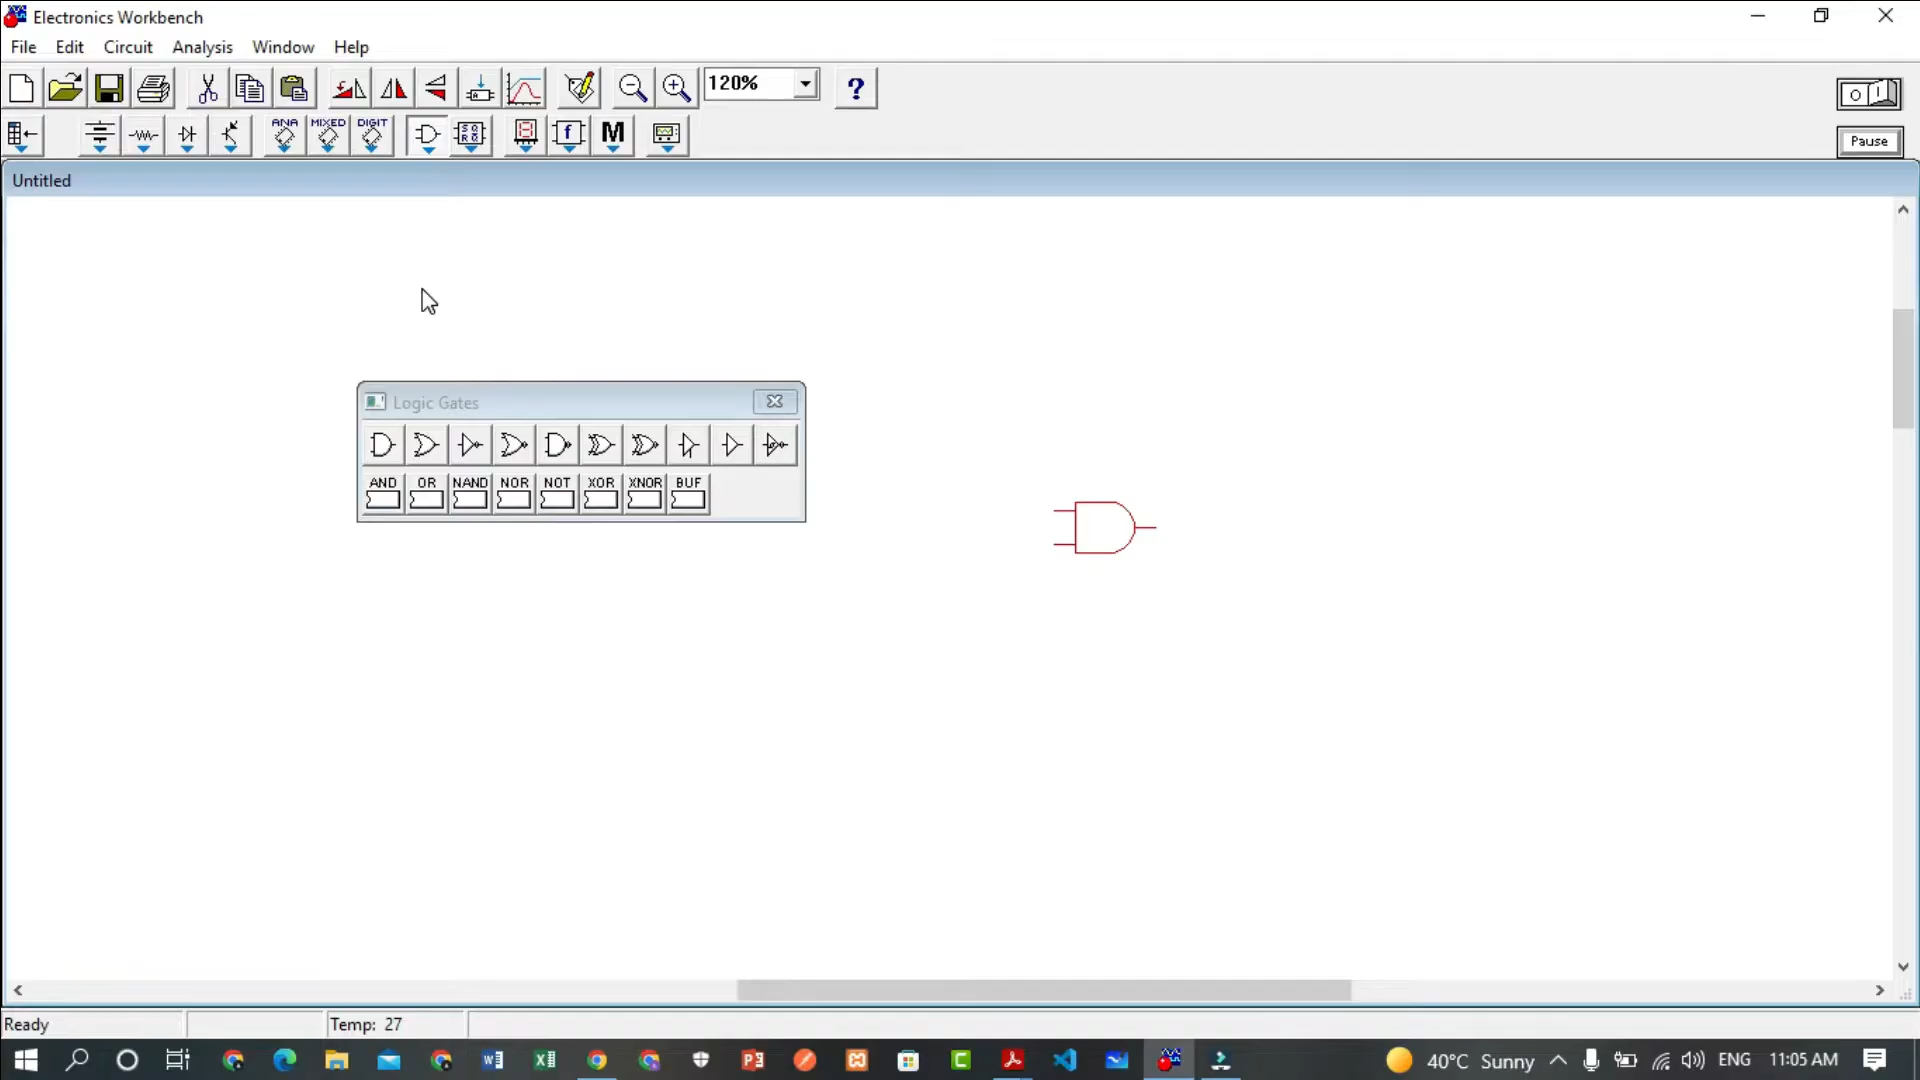 Electronics Workbench
File Edit Circuit Analysis Window Help
120% ?
ANA MIXED DIGIT f M
Pause
Untitled
Logic Gates
AND OR NAND NOR NOT XOR XNOR BUF
Ready Temp: 27
40°C Sunny ENG 11:05 AM